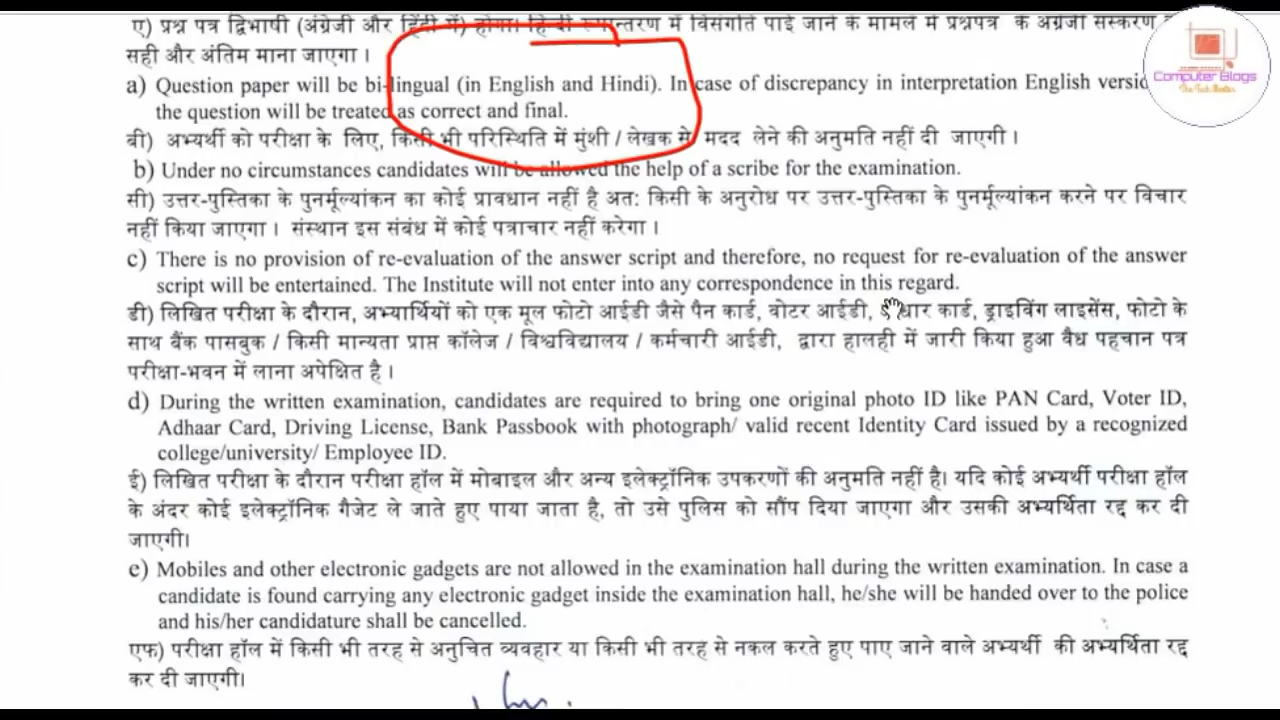 ए) प्रश्न पत्र द्विभाषी (अंग्रेजी और हिंदी में) होगा। हिन्दी रूपान्तरण में विसंगति पाई जाने के मामले में प्रश्नपत्र के अंग्रेजी संस्करण
सही और अंतिम माना जाएगा ।
a) Question paper will be bi-lingual (in English and Hindi). In case of discrepancy in interpretation English versi
the question will be treated as correct and final.
Computer Blogs
The Tech Master
बी) अभ्यर्थी को परीक्षा के लिए, किसी भी परिस्थिति में मुंशी / लेखक से मदद लेने की अनुमति नहीं दी जाएगी ।
b) Under no circumstances candidates will be allowed the help of a scribe for the examination.
सी) उत्तर-पुस्तिका के पुनर्मूल्यांकन का कोई प्रावधान नहीं है अत: किसी के अनुरोध पर उत्तर-पुस्तिका के पुनर्मूल्यांकन करने पर विचार
नहीं किया जाएगा । संस्थान इस संबंध में कोई पत्राचार नहीं करेगा ।
c) There is no provision of re-evaluation of the answer script and therefore, no request for re-evaluation of the answer
script will be entertained. The Institute will not enter into any correspondence in this regard.
डी) लिखित परीक्षा के दौरान, अभ्यार्थियों को एक मूल फोटो आईडी जैसे पैन कार्ड, वोटर आईडी, कार्ड, ड्राइविंग लाइसेंस, फोटो के
साथ बैंक पासबुक / किसी मान्यता प्राप्त कॉलेज / विश्वविद्यालय / कर्मचारी आईडी, द्वारा हालही में जारी किया हुआ वैध पहचान पत्र
परीक्षा-भवन में लाना अपेक्षित है ।
d) During the written examination, candidates are required to bring one original photo ID like PAN Card, Voter ID,
Adhaar Card, Driving License, Bank Passbook with photograph/ valid recent Identity Card issued by a recognized
college/university/ Employee ID.
ई) लिखित परीक्षा के दौरान परीक्षा हॉल में मोबाइल और अन्य इलेक्ट्रॉनिक उपकरणों की अनुमति नहीं है। यदि कोई अभ्यर्थी परीक्षा हॉल
के अंदर कोई इलेक्ट्रॉनिक गैजेट ले जाते हुए पाया जाता है, तो उसे पुलिस को सौंप दिया जाएगा और उसकी अभ्यर्थिता रद्द कर दी
जाएगी।
e) Mobiles and other electronic gadgets are not allowed in the examination hall during the written examination. In case a
candidate is found carrying any electronic gadget inside the examination hall, he/she will be handed over to the police
and his/her candidature shall be cancelled.
एफ) परीक्षा हॉल में किसी भी तरह से अनुचित व्यवहार या किसी भी तरह से नकल करते हुए पाए जाने वाले अभ्यर्थी की अभ्यर्थिता रद्द
कर दी जाएगी।